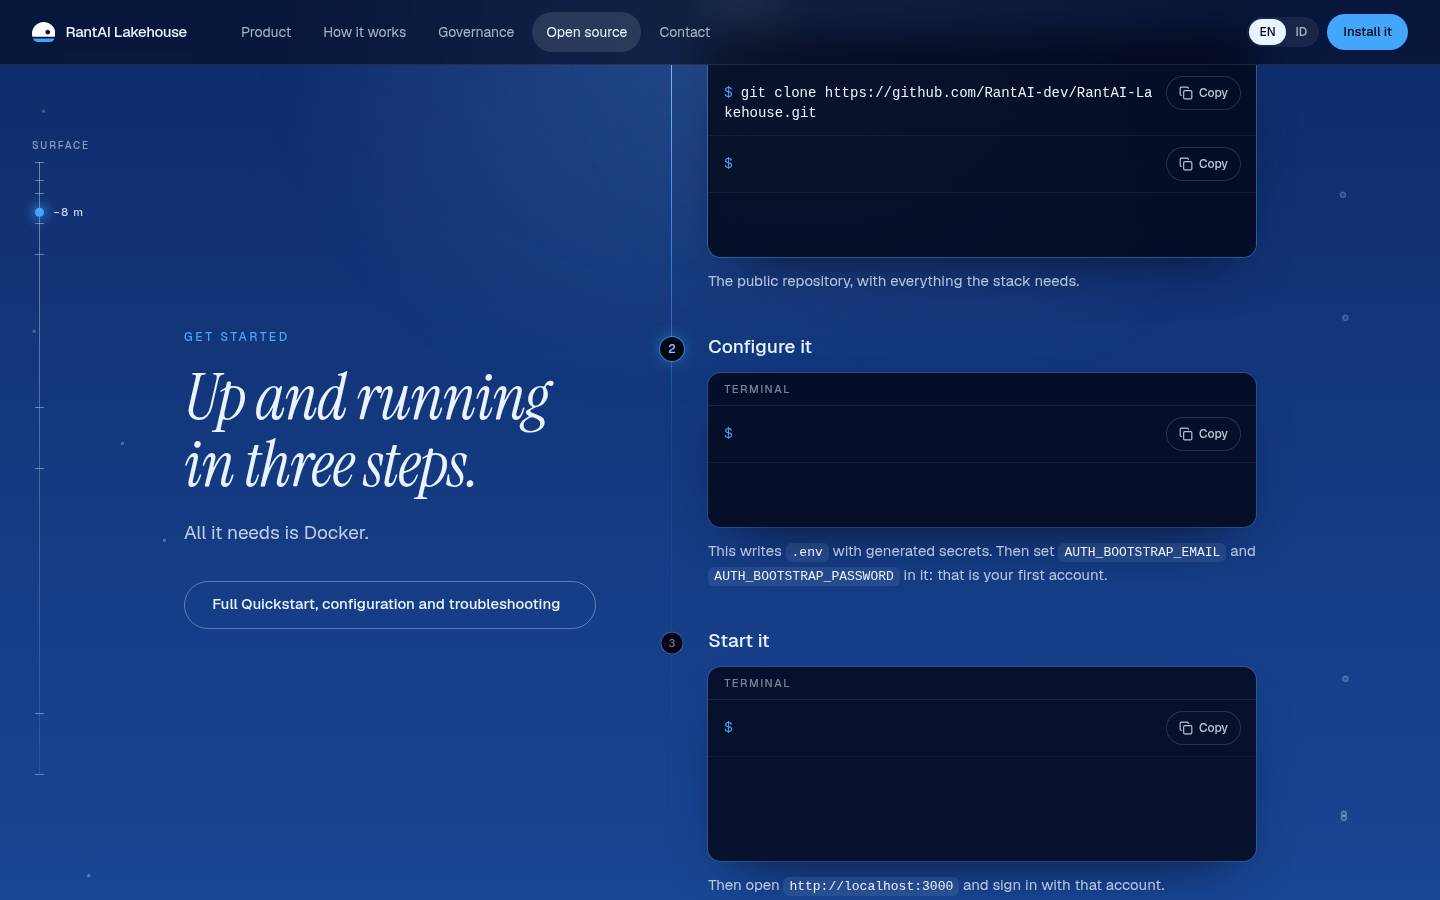 RantAI Lakehouse
Product
How it works
Governance
Open source
Contact
EN
ID
Install it
SURFACE
−8 m
GET STARTED
Up and running
in three steps.
All it needs is Docker.
Full Quickstart, configuration and troubleshooting
$ git clone https://github.com/RantAI-dev/RantAI-La
kehouse.git
Copy
$
Copy
The public repository, with everything the stack needs.
2
Configure it
TERMINAL
$
Copy
This writes .env with generated secrets. Then set AUTH_BOOTSTRAP_EMAIL and
AUTH_BOOTSTRAP_PASSWORD in it: that is your first account.
3
Start it
TERMINAL
$
Copy
Then open http://localhost:3000 and sign in with that account.